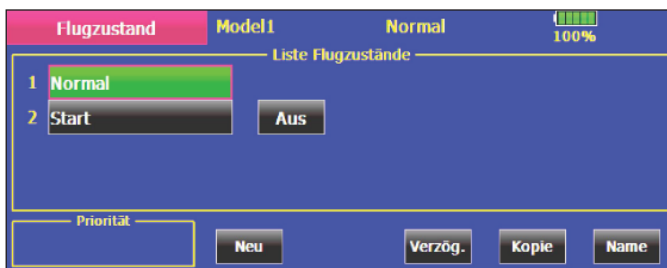 Flugzustand Model1 Normal 100%
Liste Flugzustände
1 Normal
2 Start Aus
Priorität
Neu Verzög. Kopie Name